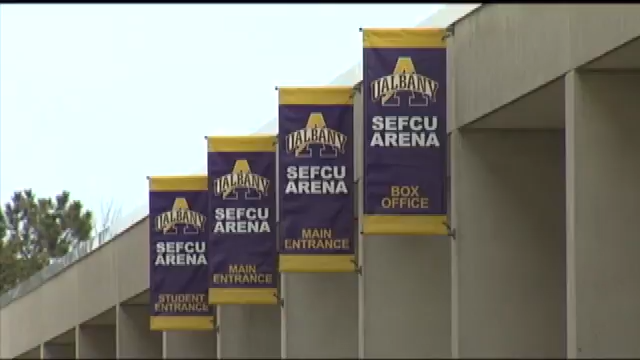 UALBANY
SEFCU
ARENA
STUDENT
ENTRANCE
UALBANY
SEFCU
ARENA
MAIN
ENTRANCE
UALBANY
SEFCU
ARENA
MAIN
ENTRANCE
UALBANY
SEFCU
ARENA
BOX
OFFICE